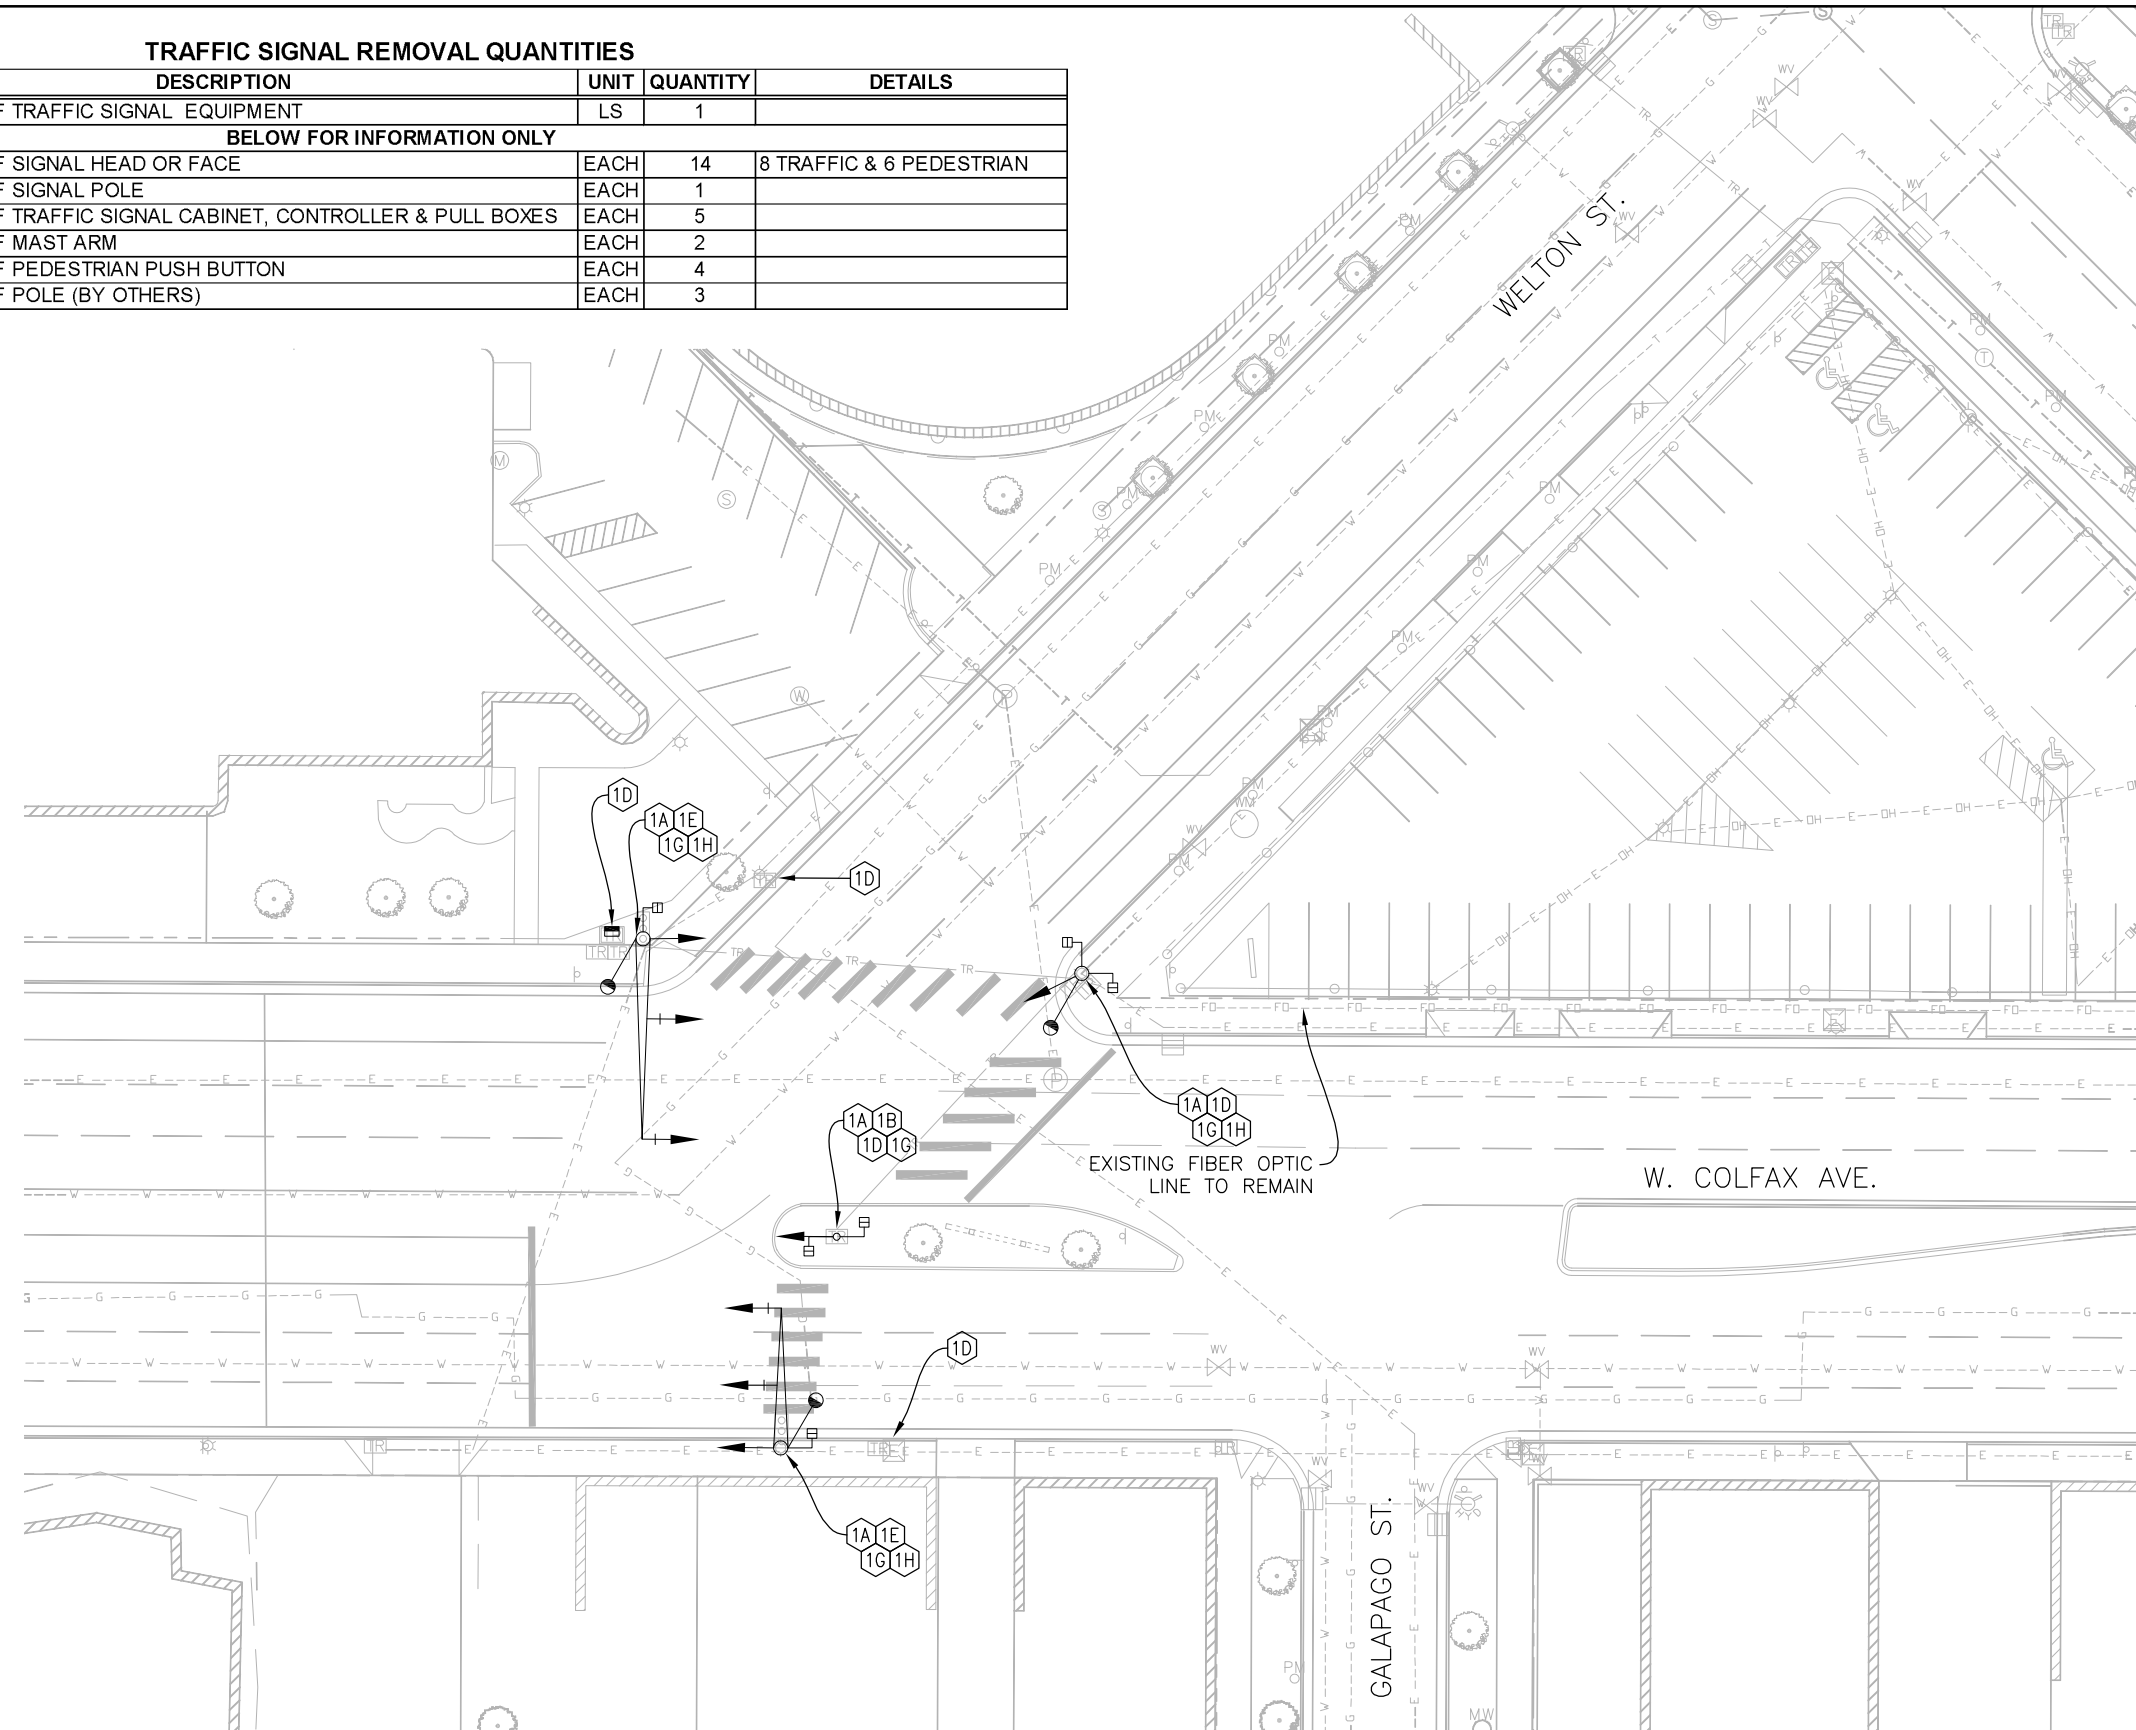 TRAFFIC SIGNAL REMOVAL QUANTITIES
DESCRIPTION UNIT QUANTITY DETAILS
F TRAFFIC SIGNAL EQUIPMENT LS 1
BELOW FOR INFORMATION ONLY
F SIGNAL HEAD OR FACE EACH 14 8 TRAFFIC & 6 PEDESTRIAN
F SIGNAL POLE EACH 1
F TRAFFIC SIGNAL CABINET, CONTROLLER & PULL BOXES EACH 5
F MAST ARM EACH 2
F PEDESTRIAN PUSH BUTTON EACH 4
F POLE (BY OTHERS) EACH 3
WELTON ST.
1D
1A 1E
1G 1H
1D
1A 1D
1G 1H
1A 1B
1D 1G
EXISTING FIBER OPTIC
LINE TO REMAIN
W. COLFAX AVE.
1D
1A 1E
1G 1H
GALAPAGO ST.
MW